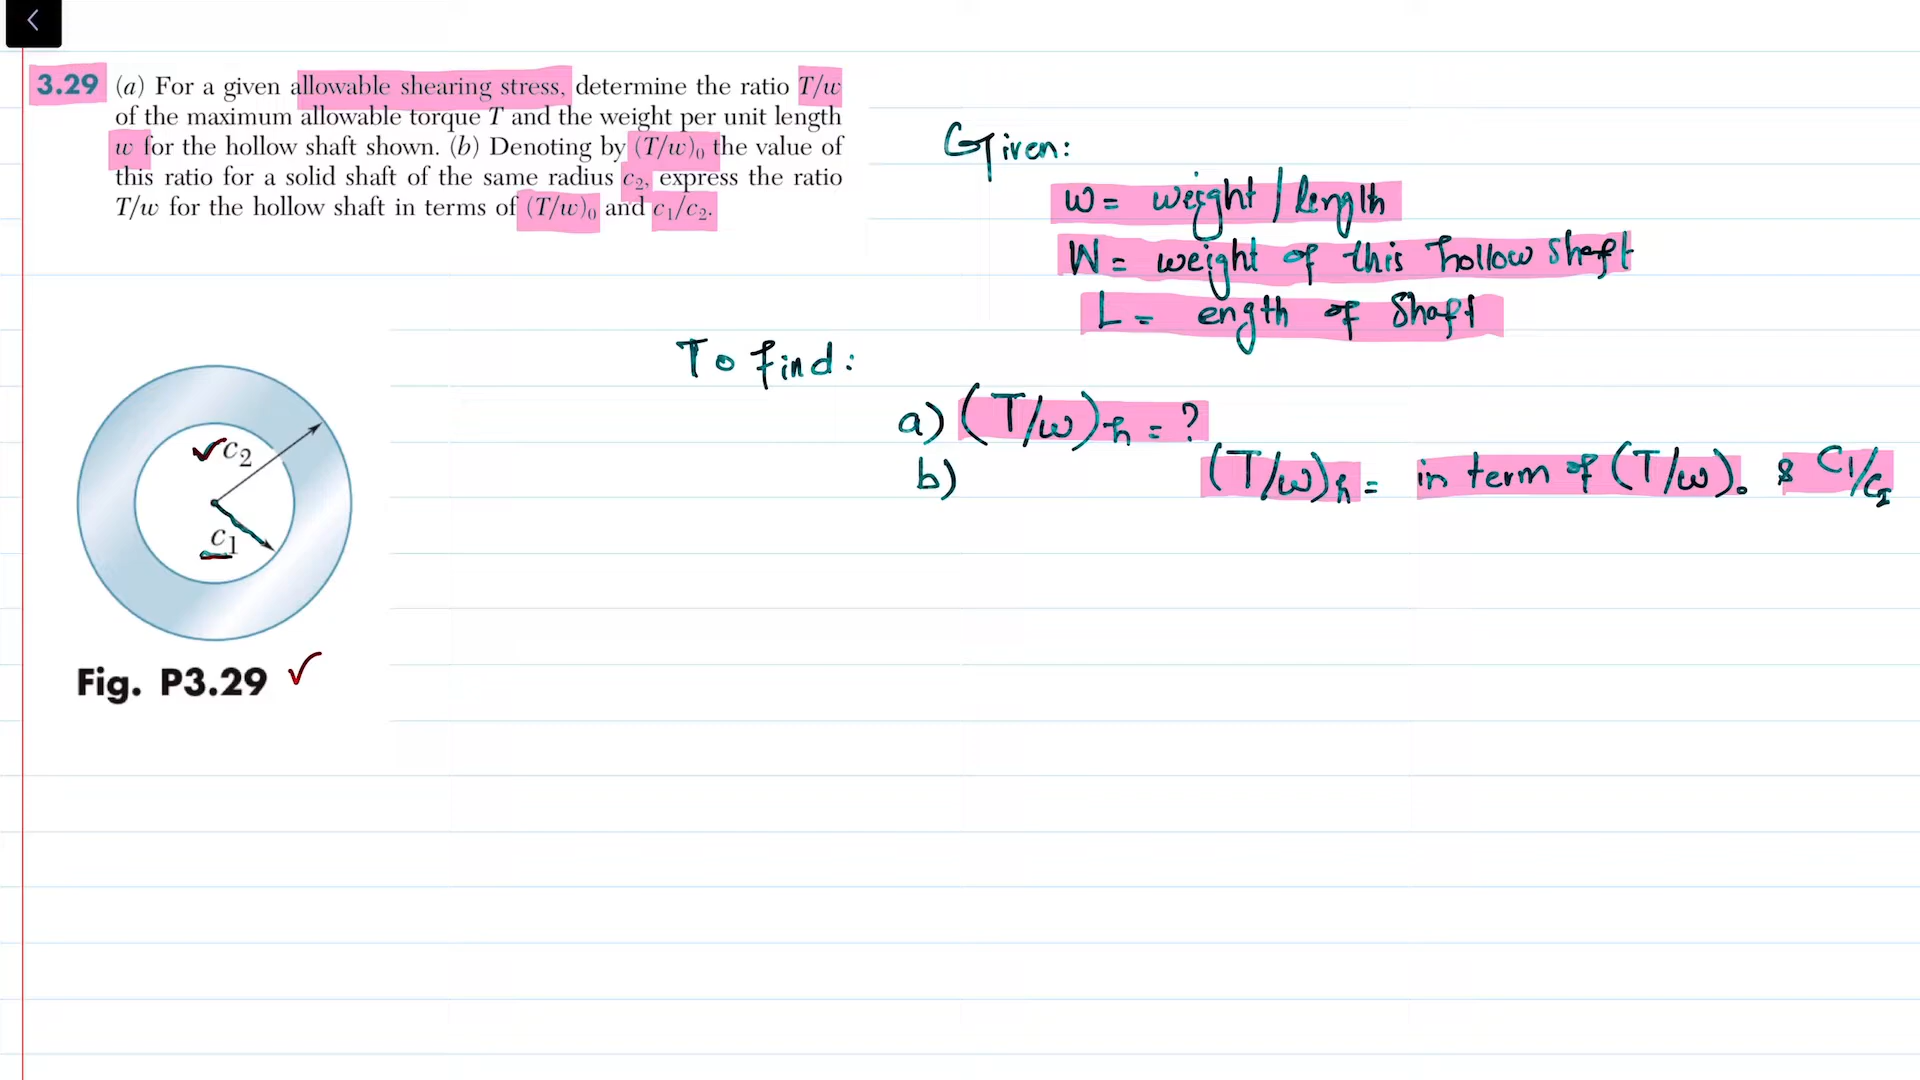 3.29 (a) For a given allowable shearing stress, determine the ratio T/w
of the maximum allowable torque T and the weight per unit length
w for the hollow shaft shown. (b) Denoting by (T/w)₀ the value of
this ratio for a solid shaft of the same radius c₂, express the ratio
T/w for the hollow shaft in terms of (T/w)₀ and c₁/c₂.
Given:
w = weight / length
W = weight of this hollow shaft
L = ength of shaft
To find:
a) (T/w)h = ?
b) (T/w)h = in term of (T/w)₀ & C1/C2
c₂
c₁
Fig. P3.29